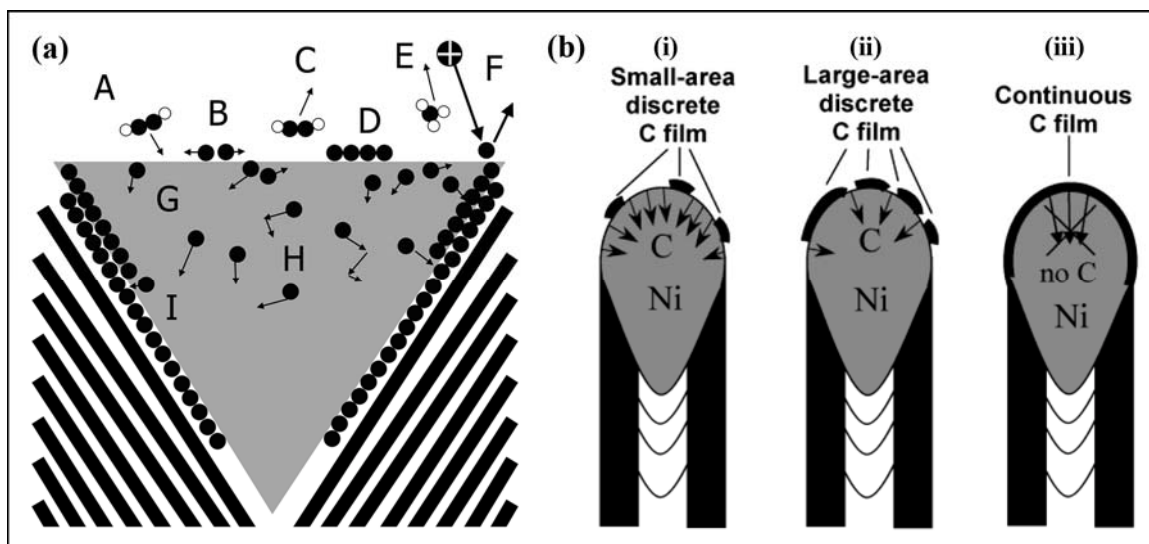 (a)
A
B
C
D
E
F
G
H
I
(b)
(i)
Small-area
discrete
C film
C
Ni
(ii)
Large-area
discrete
C film
C
Ni
(iii)
Continuous
C film
no C
Ni